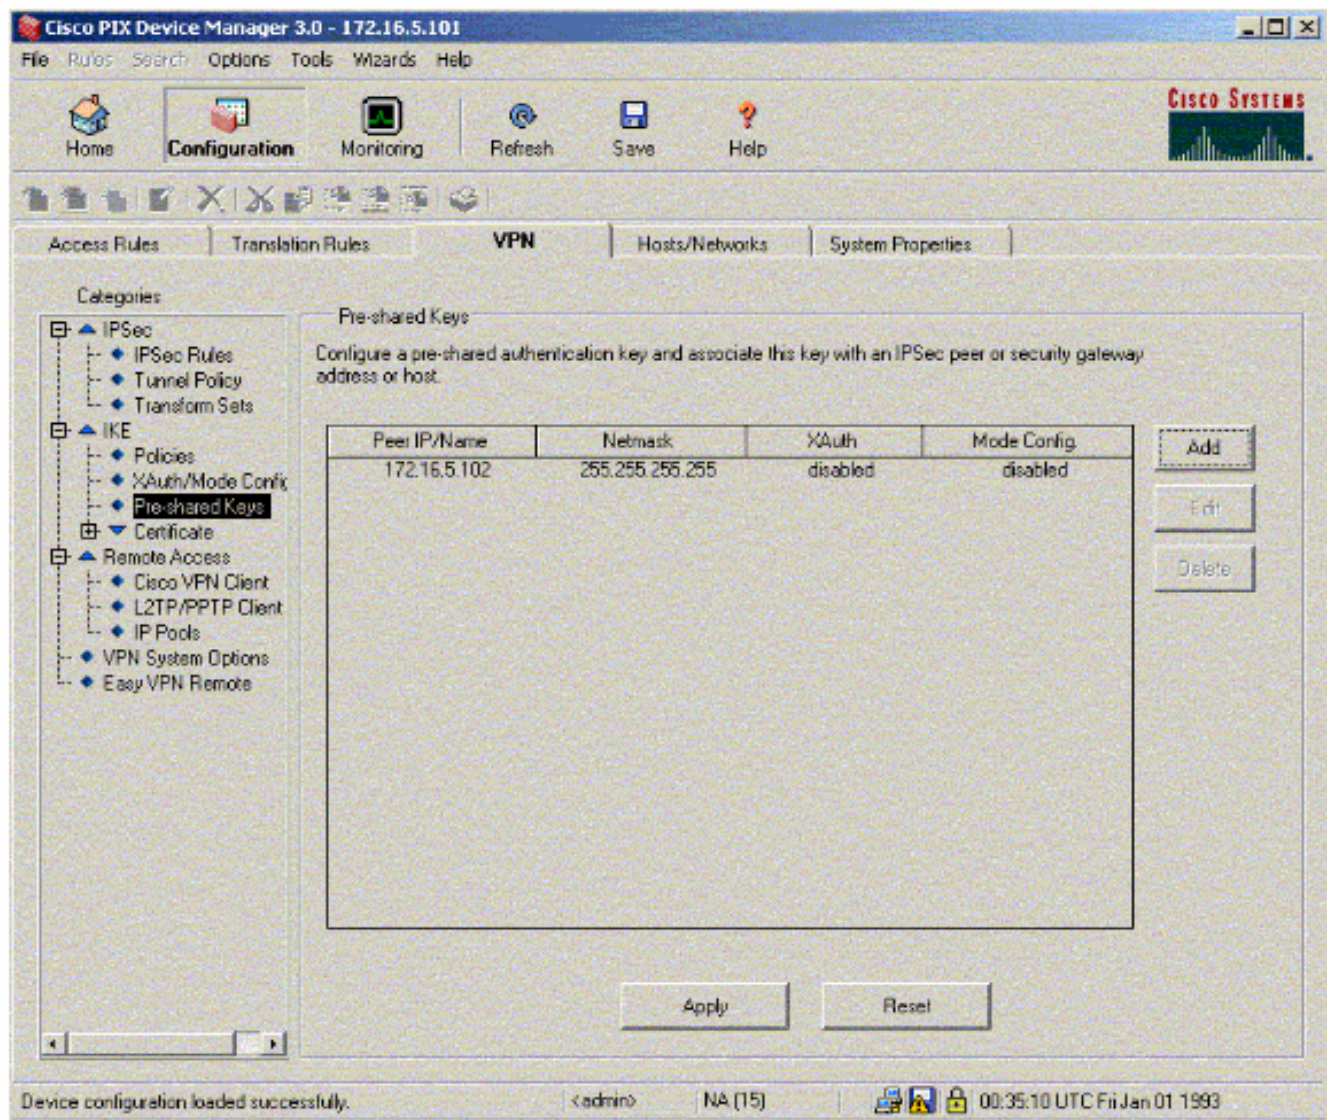 Cisco PIX Device Manager 3.0 - 172.16.5.101
File Rules Search Options Tools Wizards Help
Home Configuration Monitoring Refresh Save Help
CISCO SYSTEMS
Access Rules Translation Rules VPN Hosts/Networks System Properties
Categories
IPSec
IPSec Rules
Tunnel Policy
Transform Sets
IKE
Policies
XAuth/Mode Config
Pre-shared Keys
Certificate
Remote Access
Cisco VPN Client
L2TP/PPTP Client
IP Pools
VPN System Options
Easy VPN Remote
Pre-shared Keys
Configure a pre-shared authentication key and associate this key with an IPSec peer or security gateway
address or host.
Peer IP/Name Netmask XAuth Mode Config.
172.16.5.102 255.255.255.255 disabled disabled
Add
Edit
Delete
Apply Reset
Device configuration loaded successfully. <admin> NA (15) 00:35:10 UTC Fri Jan 01 1993